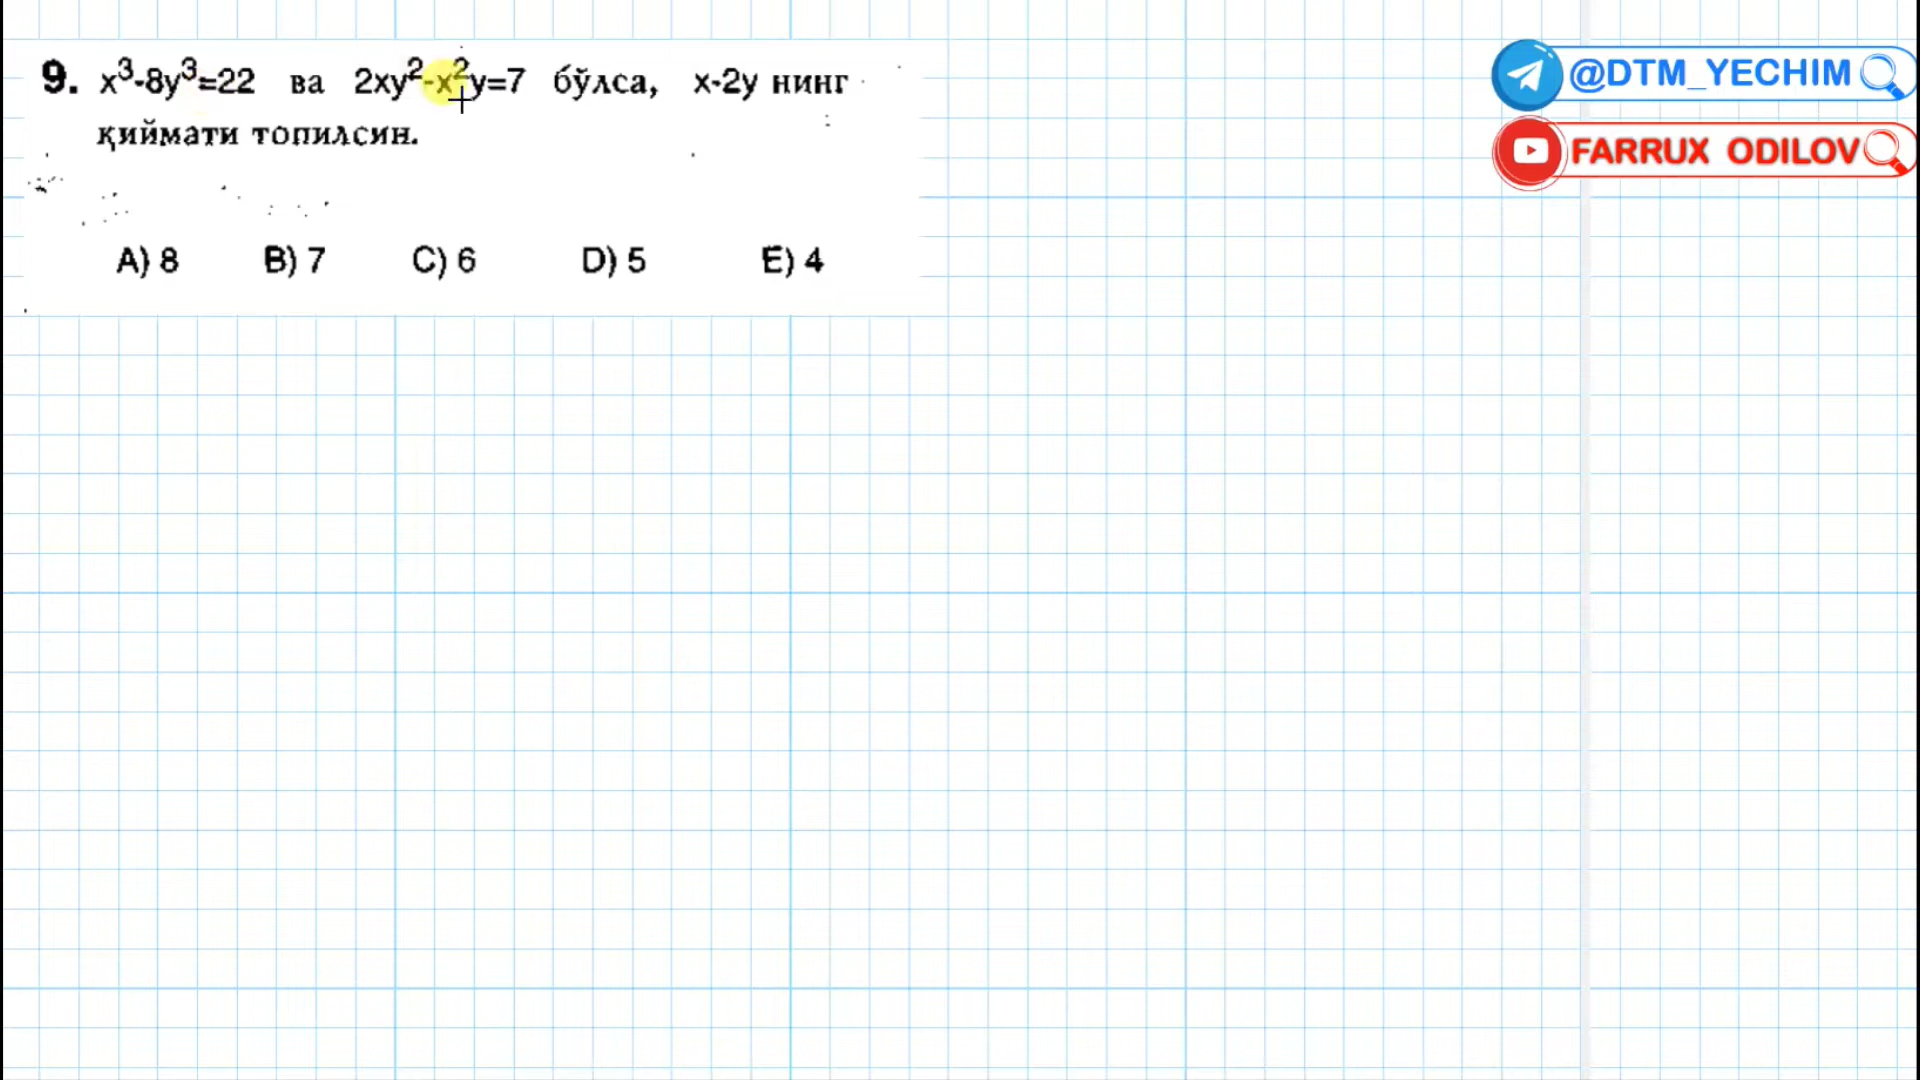 9. x³-8y³=22 ва 2xy²-x²y=7 бўлса, x-2y нинг
қиймати топилсин.
A) 8 B) 7 C) 6 D) 5 E) 4
@DTM_YECHIM
FARRUX ODILOV